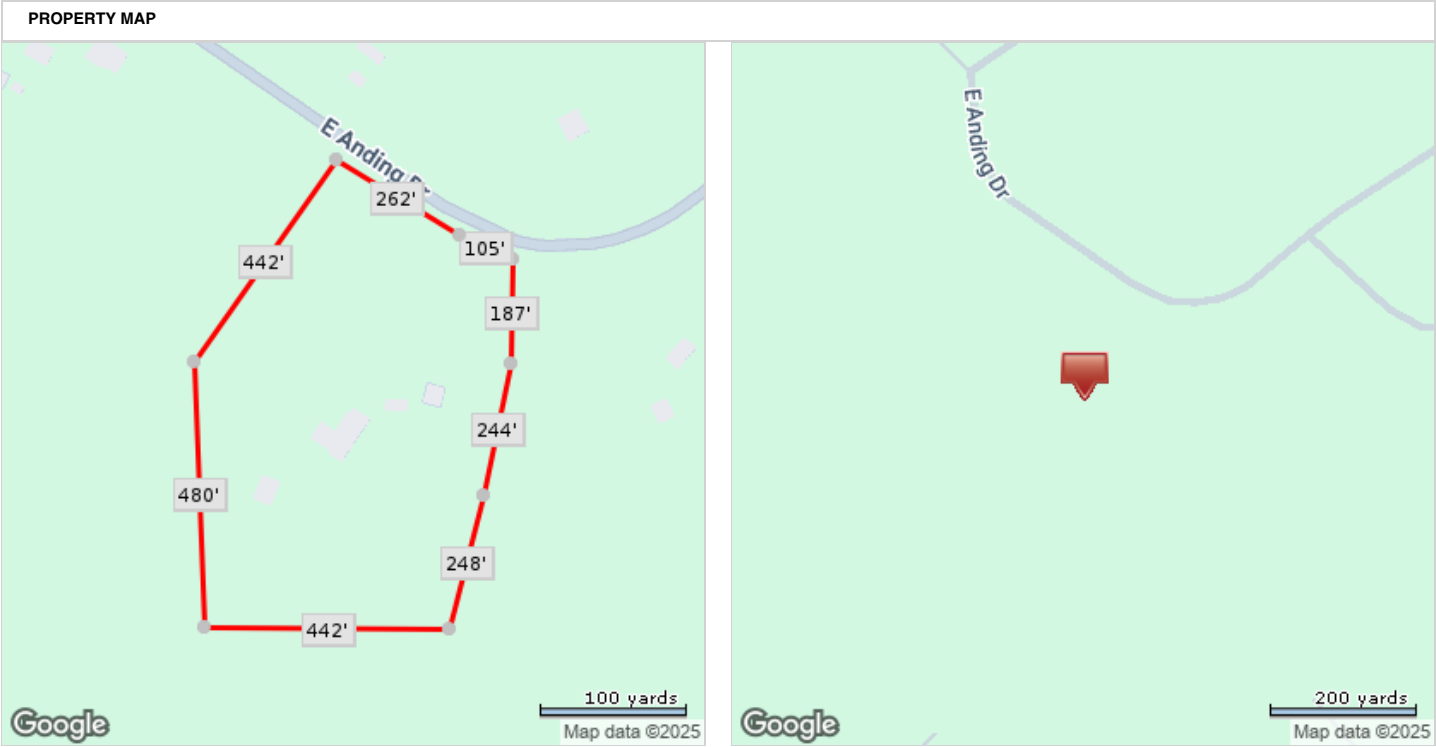 PROPERTY MAP
E Anding Dr
262'
105'
442'
187'
244'
480'
248'
442'
100 yards
Google
Map data ©2025
E Anding Dr
200 yards
Google
Map data ©2025